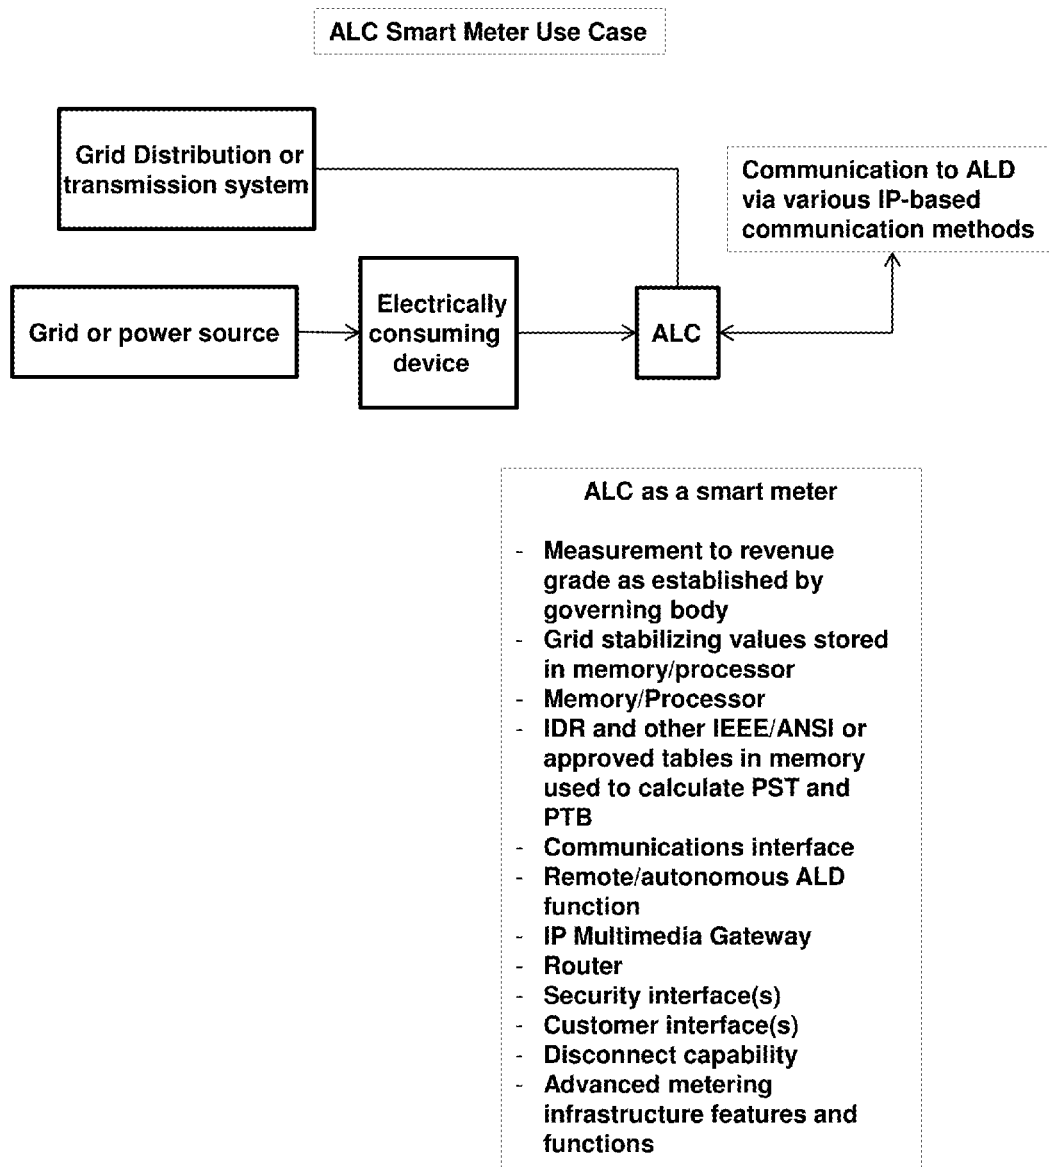 ALC Smart Meter Use Case
Grid Distribution or
transmission system
Communication to ALD
via various IP-based
communication methods
Grid or power source
Electrically
consuming
device
ALC
ALC as a smart meter
- Measurement to revenue
grade as established by
governing body
- Grid stabilizing values stored
in memory/processor
- Memory/Processor
- IDR and other IEEE/ANSI or
approved tables in memory
used to calculate PST and
PTB
- Communications interface
- Remote/autonomous ALD
function
- IP Multimedia Gateway
- Router
- Security interface(s)
- Customer interface(s)
- Disconnect capability
- Advanced metering
infrastructure features and
functions